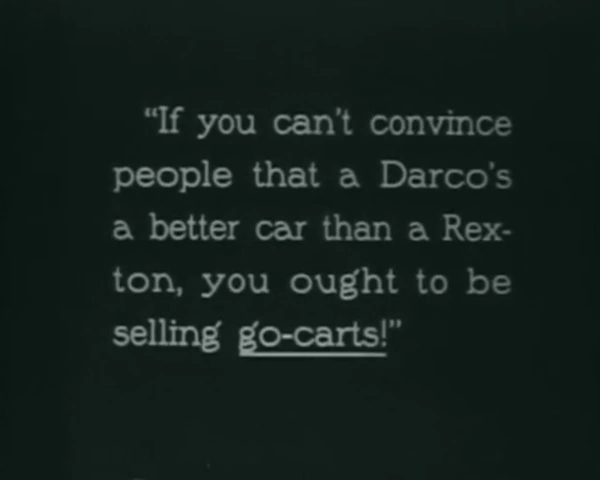 “If you can't convince
people that a Darco's
a better car than a Rex-
ton, you ought to be
selling go-carts!”